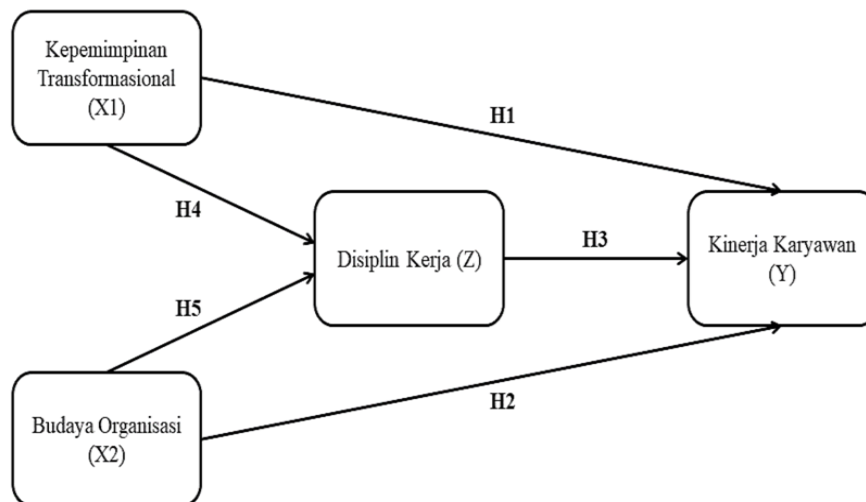 Kepemimpinan
Transformasional
(X1)
H1
H4
Disiplin Kerja (Z)
H3
Kinerja Karyawan
(Y)
H5
Budaya Organisasi
(X2)
H2